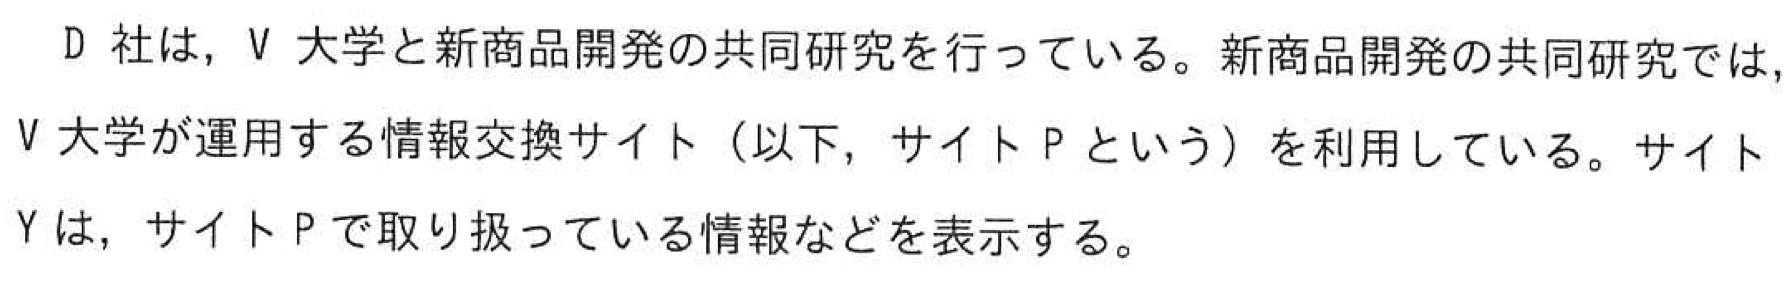 D 社は，V 大学と新商品開発の共同研究を行っている。新商品開発の共同研究では，
V 大学が運用する情報交換サイト（以下，サイト P という）を利用している。サイト
Y は，サイト P で取り扱っている情報などを表示する。